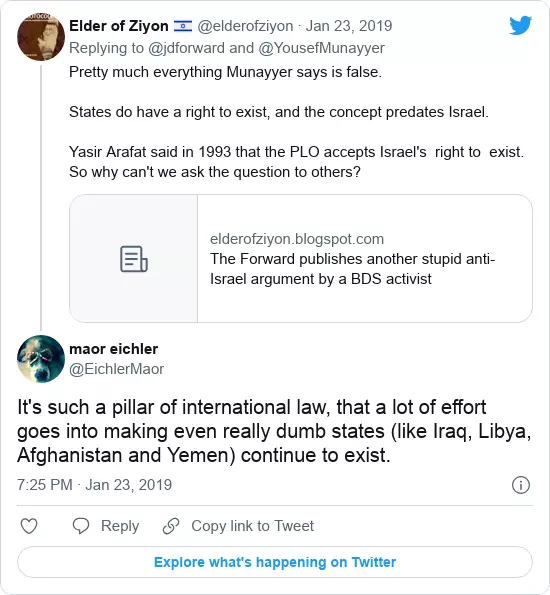 Elder of Ziyon 🇮🇱 @elderofziyon · Jan 23, 2019
Replying to @jdforward and @YousefMunayyer
Pretty much everything Munayyer says is false.
States do have a right to exist, and the concept predates Israel.
Yasir Arafat said in 1993 that the PLO accepts Israel's right to exist.
So why can't we ask the question to others?
elderofziyon.blogspot.com
The Forward publishes another stupid anti-
Israel argument by a BDS activist
maor eichler
@EichlerMaor
It's such a pillar of international law, that a lot of effort
goes into making even really dumb states (like Iraq, Libya,
Afghanistan and Yemen) continue to exist.
7:25 PM · Jan 23, 2019
Reply
Copy link to Tweet
Explore what's happening on Twitter